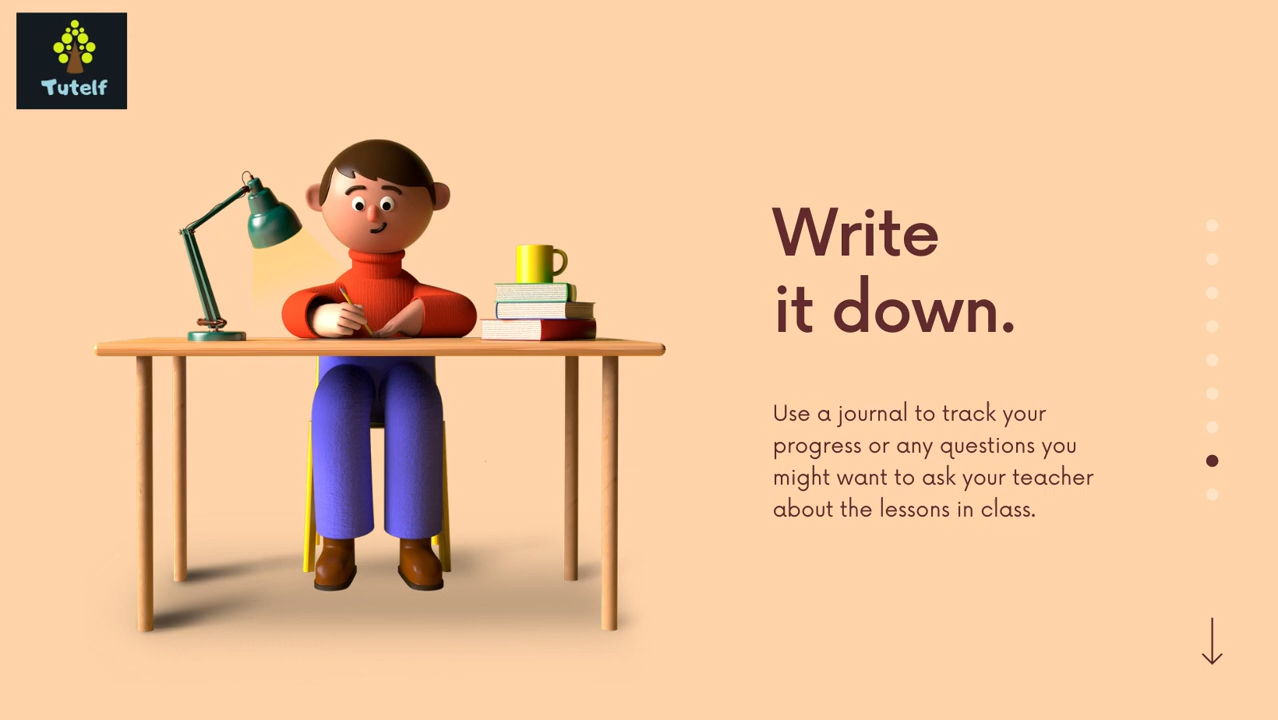 Tutelf
Write
it down.
Use a journal to track your
progress or any questions you
might want to ask your teacher
about the lessons in class.